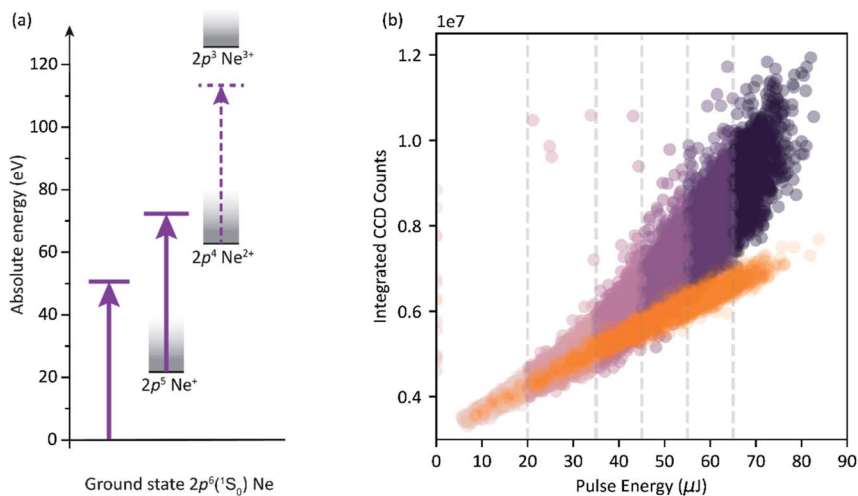 (a)
2p³ Ne³⁺
120
100
2p⁴ Ne²⁺
80
60
40
2p⁵ Ne⁺
20
0
Absolute energy (eV)
Ground state 2p⁶(¹S₀) Ne
(b)
1e7
1.2
1.0
0.8
0.6
0.4
Integrated CCD Counts
0 10 20 30 40 50 60 70 80 90
Pulse Energy (μJ)